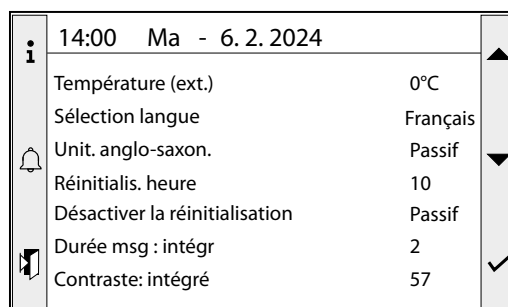 14:00 Ma - 6. 2. 2024
Température (ext.) 0°C
Sélection langue Français
Unit. anglo-saxon. Passif
Réinitialis. heure 10
Désactiver la réinitialisation Passif
Durée msg : intégr 2
Contraste: intégré 57